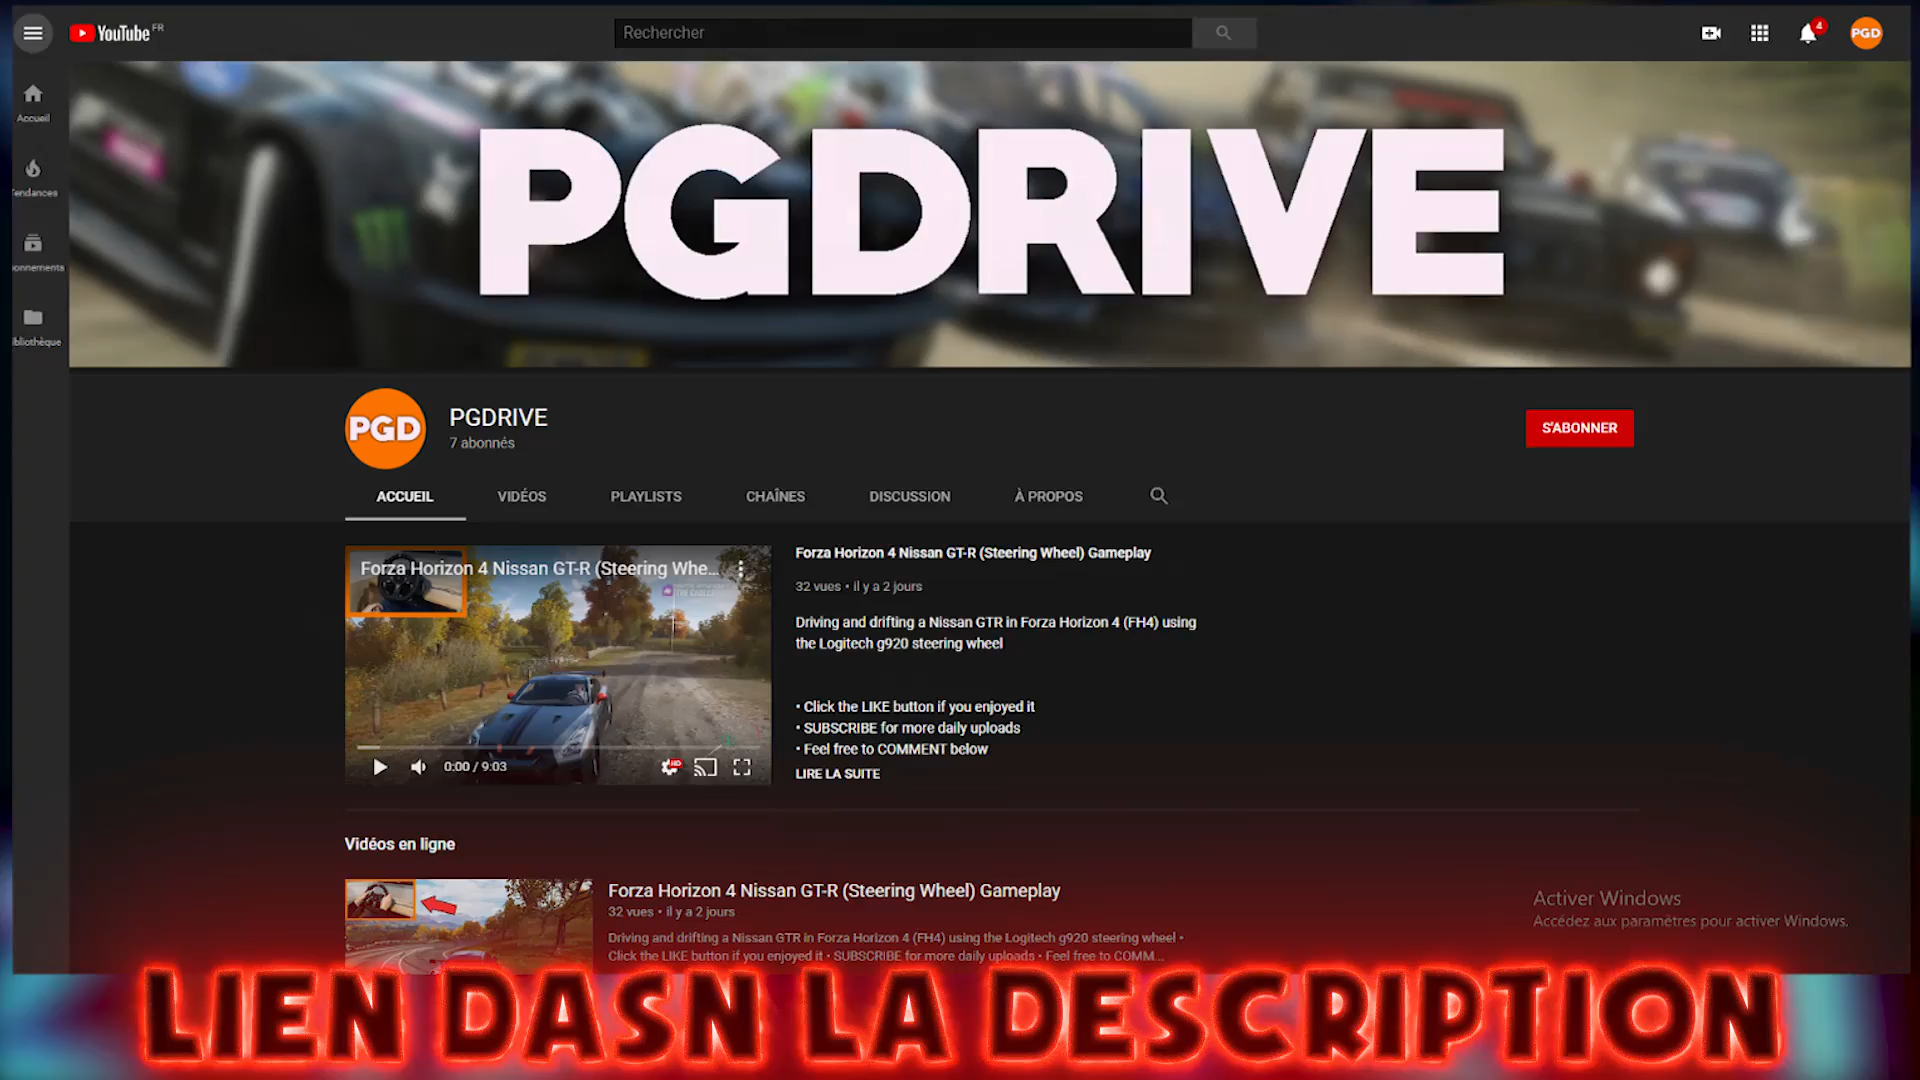 YouTube FR
Rechercher
4
PGD
Accueil
Tendances
onnements
bliothèque
PGDRIVE
PGD
PGDRIVE
7 abonnés
S'ABONNER
ACCUEIL
VIDÉOS
PLAYLISTS
CHAÎNES
DISCUSSION
À PROPOS
Forza Horizon 4 Nissan GT-R (Steering Whe...
0:00 / 9:03
HD
Forza Horizon 4 Nissan GT-R (Steering Wheel) Gameplay
32 vues • il y a 2 jours
Driving and drifting a Nissan GTR in Forza Horizon 4 (FH4) using
the Logitech g920 steering wheel
• Click the LIKE button if you enjoyed it
• SUBSCRIBE for more daily uploads
• Feel free to COMMENT below
LIRE LA SUITE
Vidéos en ligne
Forza Horizon 4 Nissan GT-R (Steering Wheel) Gameplay
32 vues • il y a 2 jours
Driving and drifting a Nissan GTR in Forza Horizon 4 (FH4) using the Logitech g920 steering wheel •
Click the LIKE button if you enjoyed it • SUBSCRIBE for more daily uploads • Feel free to COMM...
Activer Windows
Accédez aux paramètres pour activer Windows.
LIEN DASN LA DESCRIPTION